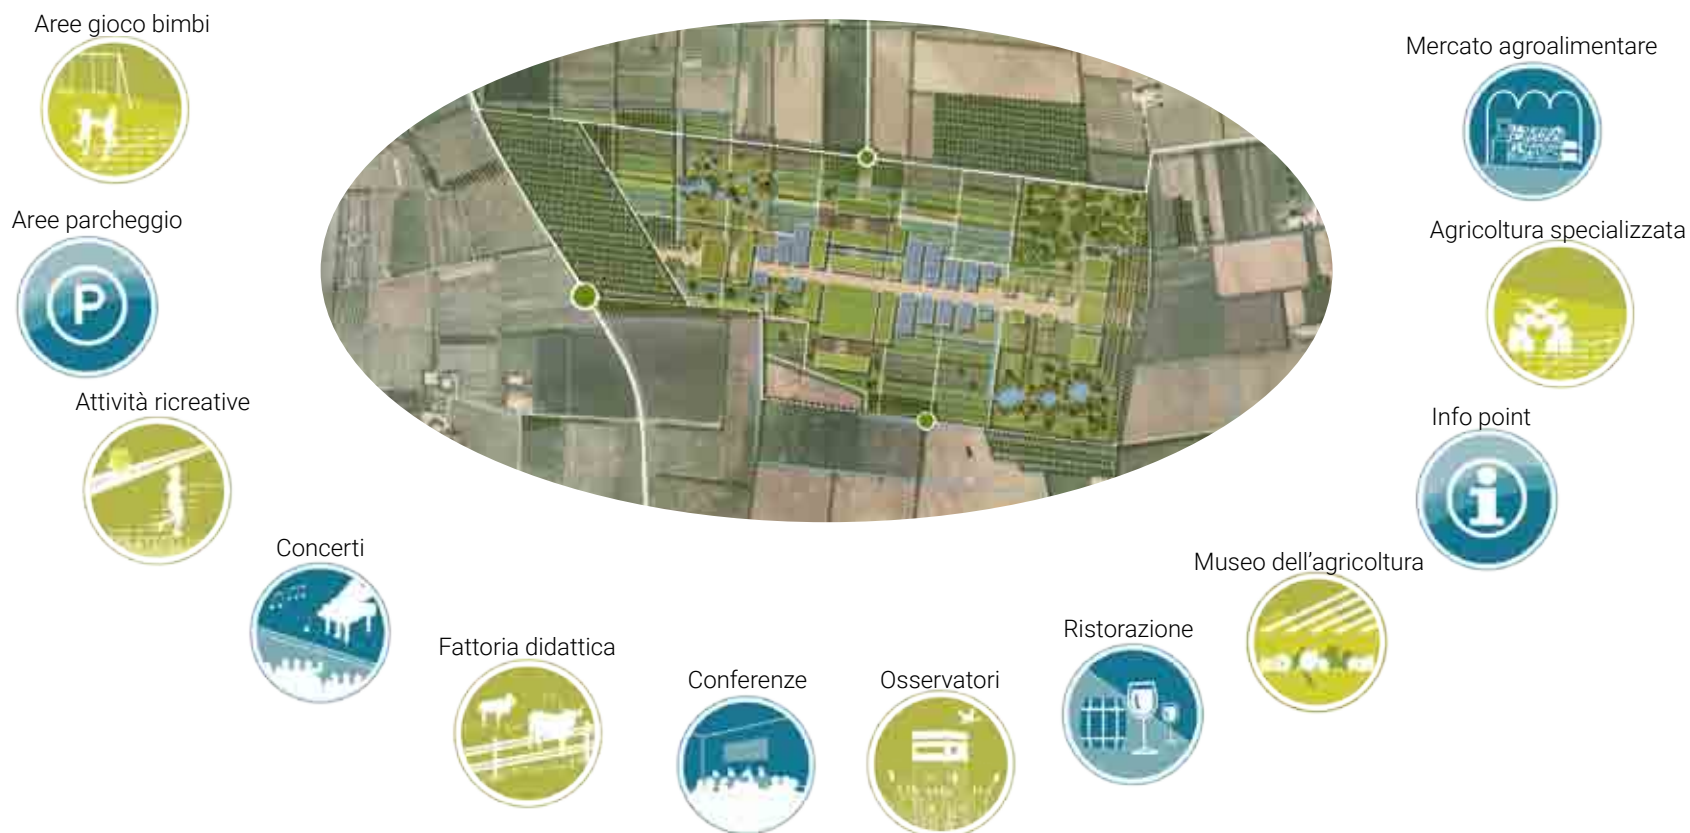 Aree gioco bimbi
Mercato agroalimentare
Aree parcheggio
P
Agricoltura specializzata
Attività ricreative
Info point
i
Concerti
Museo dell'agricoltura
Fattoria didattica
Ristorazione
Conferenze
Osservatori